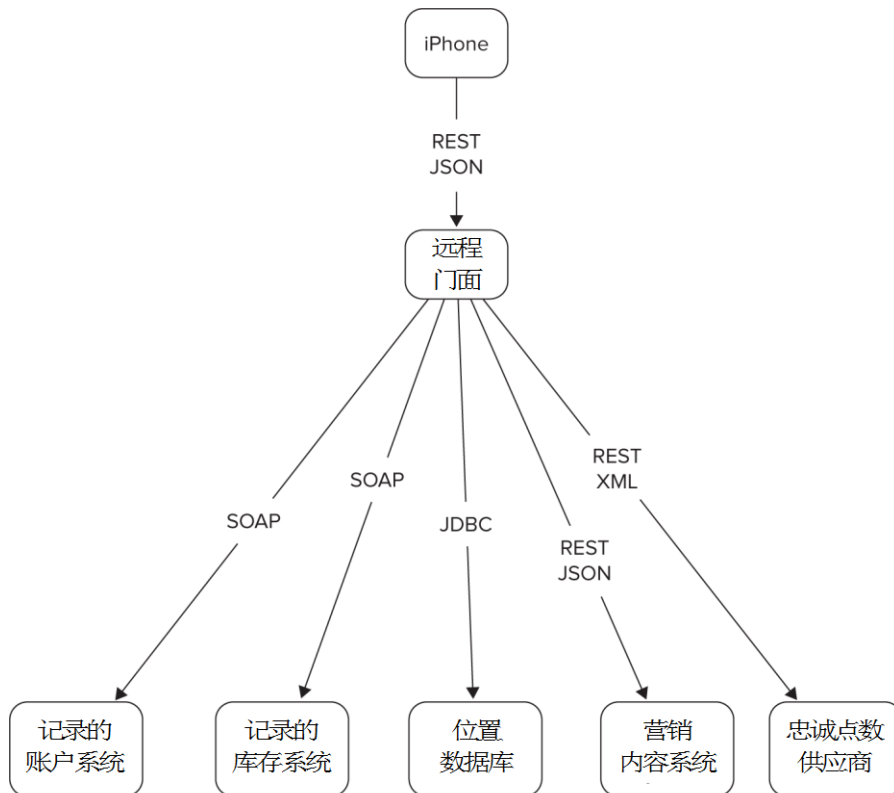 iPhone
REST
JSON
远程
门面
REST
XML
SOAP
SOAP
JDBC
REST
JSON
记录的
账户系统
记录的
库存系统
位置
数据库
营销
内容系统
忠诚点数
供应商